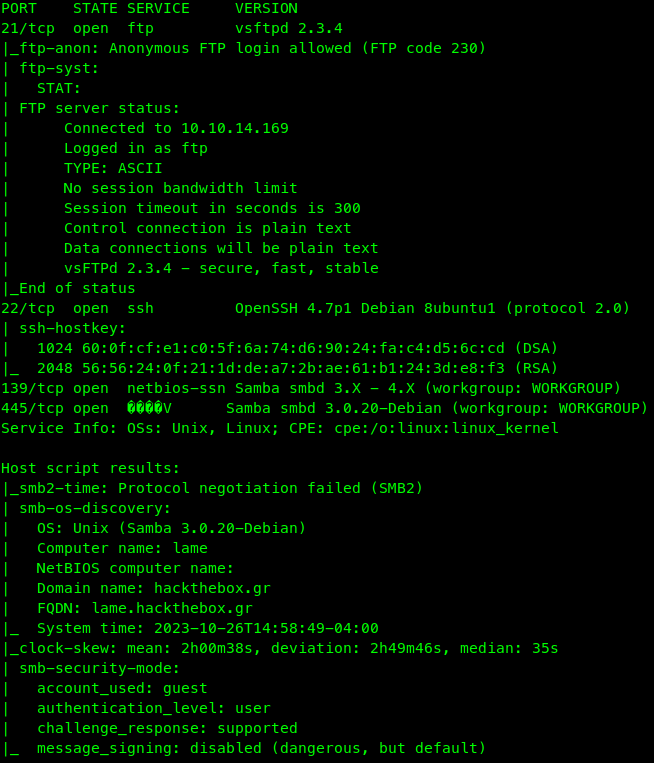 PORT    STATE SERVICE     VERSION
21/tcp  open  ftp         vsftpd 2.3.4
|_ftp-anon: Anonymous FTP login allowed (FTP code 230)
| ftp-syst:
|   STAT:
| FTP server status:
|      Connected to 10.10.14.169
|      Logged in as ftp
|      TYPE: ASCII
|      No session bandwidth limit
|      Session timeout in seconds is 300
|      Control connection is plain text
|      Data connections will be plain text
|      vsFTPd 2.3.4 - secure, fast, stable
|_End of status
22/tcp  open  ssh         OpenSSH 4.7p1 Debian 8ubuntu1 (protocol 2.0)
| ssh-hostkey:
|   1024 60:0f:cf:e1:c0:5f:6a:74:d6:90:24:fa:c4:d5:6c:cd (DSA)
|_  2048 56:56:24:0f:21:1d:de:a7:2b:ae:61:b1:24:3d:e8:f3 (RSA)
139/tcp open  netbios-ssn Samba smbd 3.X - 4.X (workgroup: WORKGROUP)
445/tcp open  ����V      Samba smbd 3.0.20-Debian (workgroup: WORKGROUP)
Service Info: OSs: Unix, Linux; CPE: cpe:/o:linux:linux_kernel

Host script results:
|_smb2-time: Protocol negotiation failed (SMB2)
| smb-os-discovery:
|   OS: Unix (Samba 3.0.20-Debian)
|   Computer name: lame
|   NetBIOS computer name:
|   Domain name: hackthebox.gr
|   FQDN: lame.hackthebox.gr
|_  System time: 2023-10-26T14:58:49-04:00
|_clock-skew: mean: 2h00m38s, deviation: 2h49m46s, median: 35s
| smb-security-mode:
|   account_used: guest
|   authentication_level: user
|   challenge_response: supported
|_  message_signing: disabled (dangerous, but default)